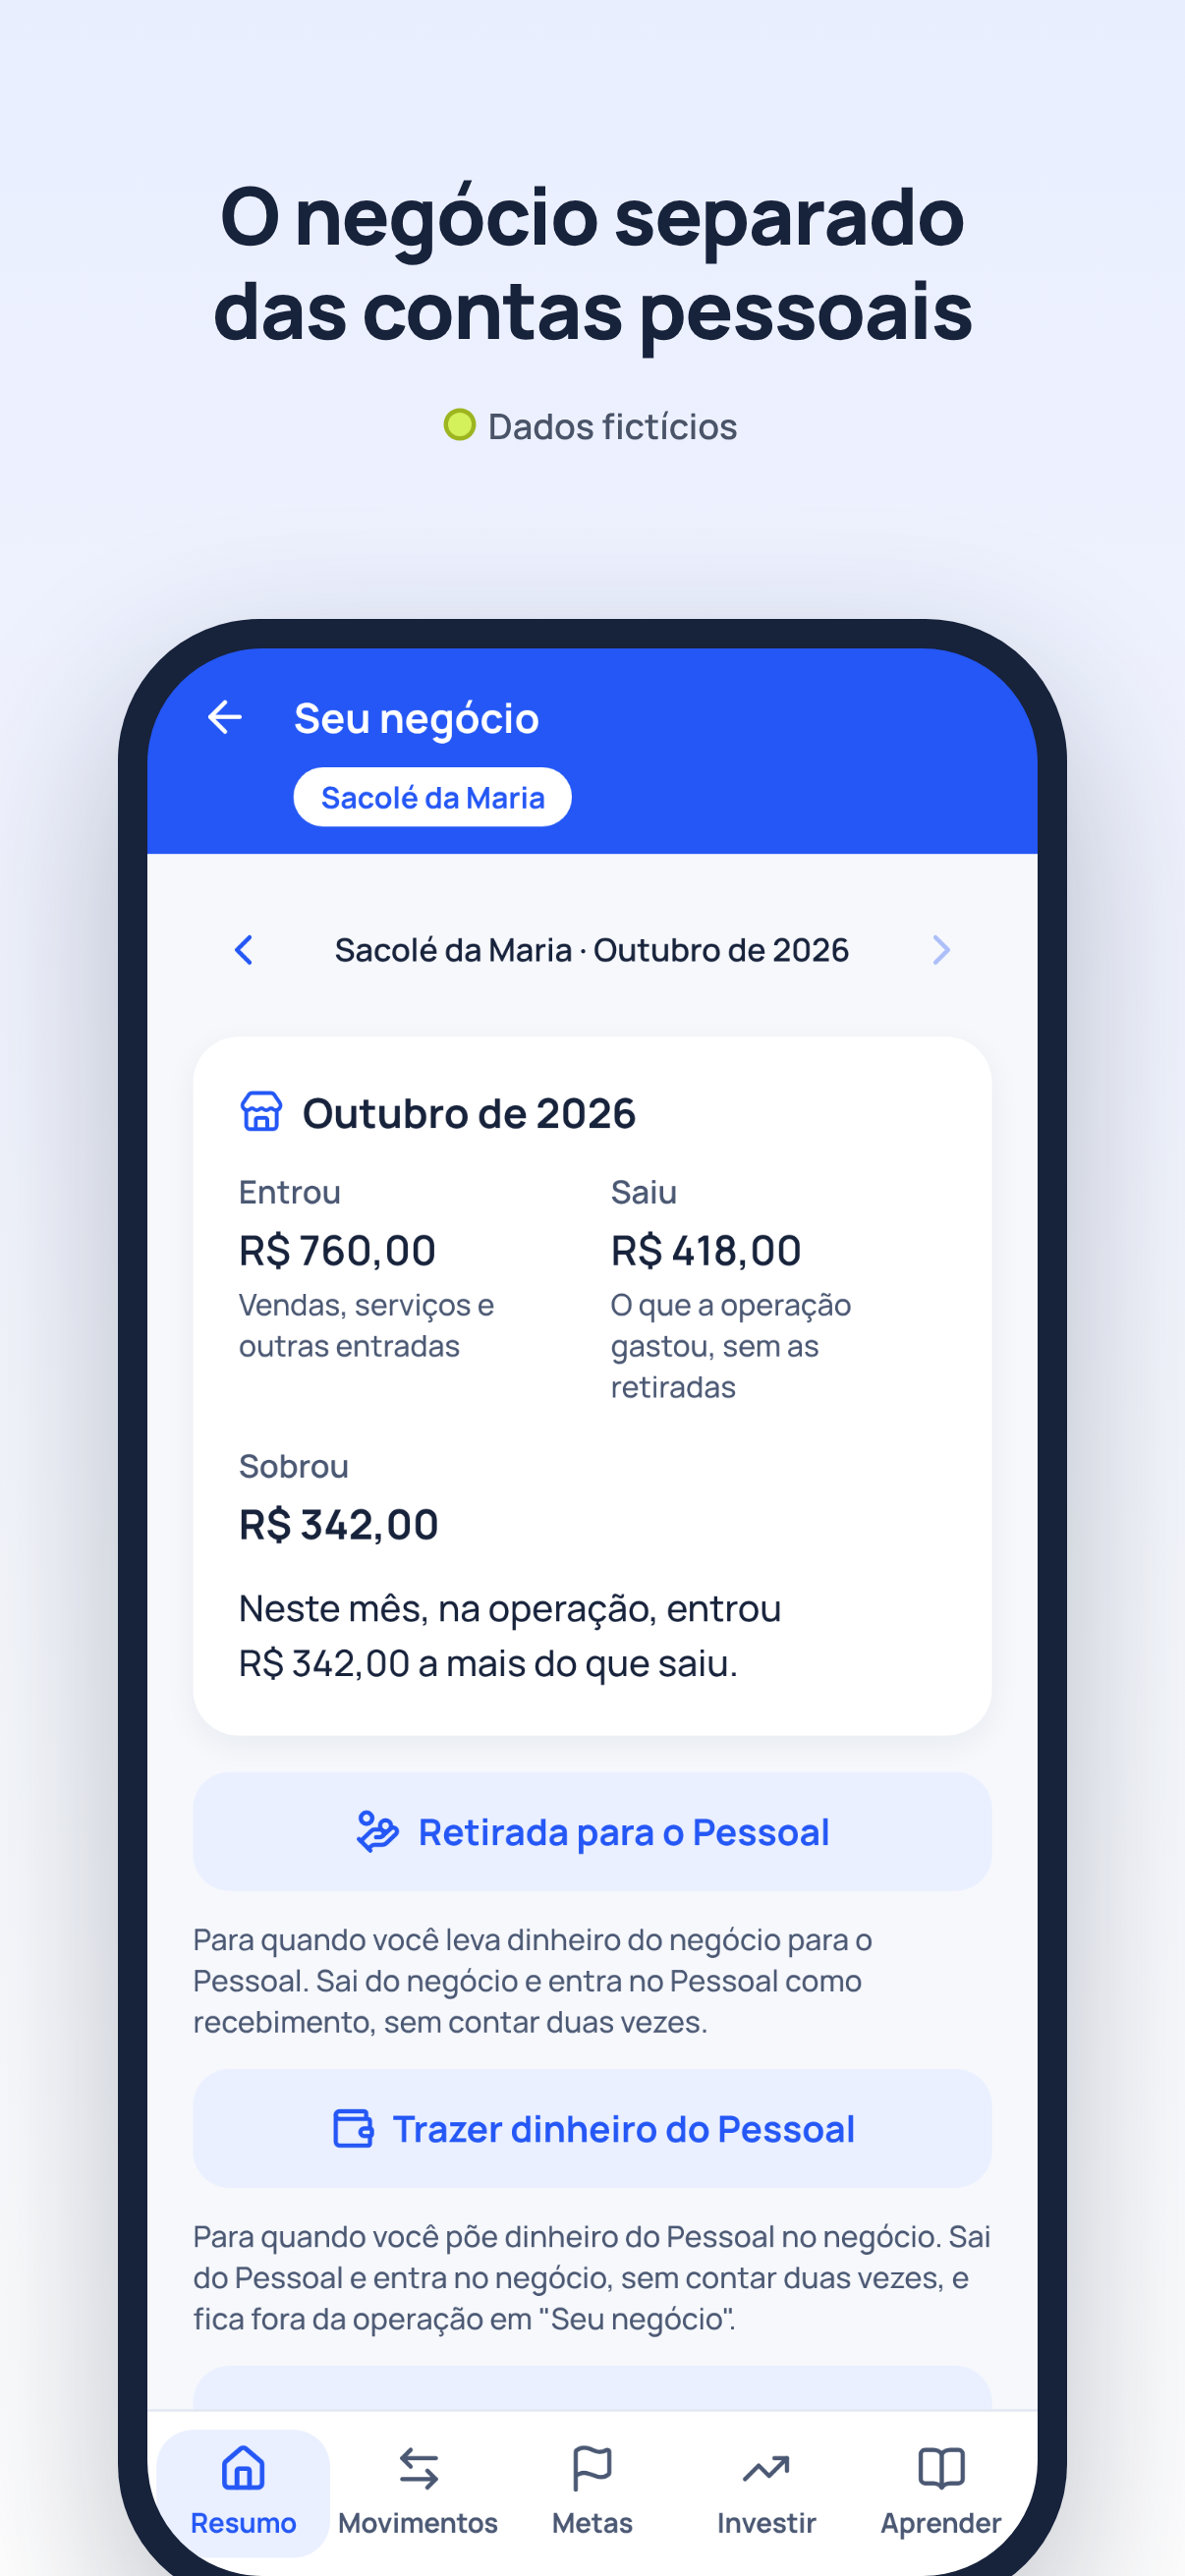 O negócio separado
das contas pessoais
Dados fictícios
Seu negócio
Sacolé da Maria
Sacolé da Maria · Outubro de 2026
Outubro de 2026
Entrou
R$ 760,00
Vendas, serviços e
outras entradas
Saiu
R$ 418,00
O que a operação
gastou, sem as
retiradas
Sobrou
R$ 342,00
Neste mês, na operação, entrou
R$ 342,00 a mais do que saiu.
Retirada para o Pessoal
Para quando você leva dinheiro do negócio para o
Pessoal. Sai do negócio e entra no Pessoal como
recebimento, sem contar duas vezes.
Trazer dinheiro do Pessoal
Para quando você põe dinheiro do Pessoal no negócio. Sai
do Pessoal e entra no negócio, sem contar duas vezes, e
fica fora da operação em "Seu negócio".
Resumo
Movimentos
Metas
Investir
Aprender